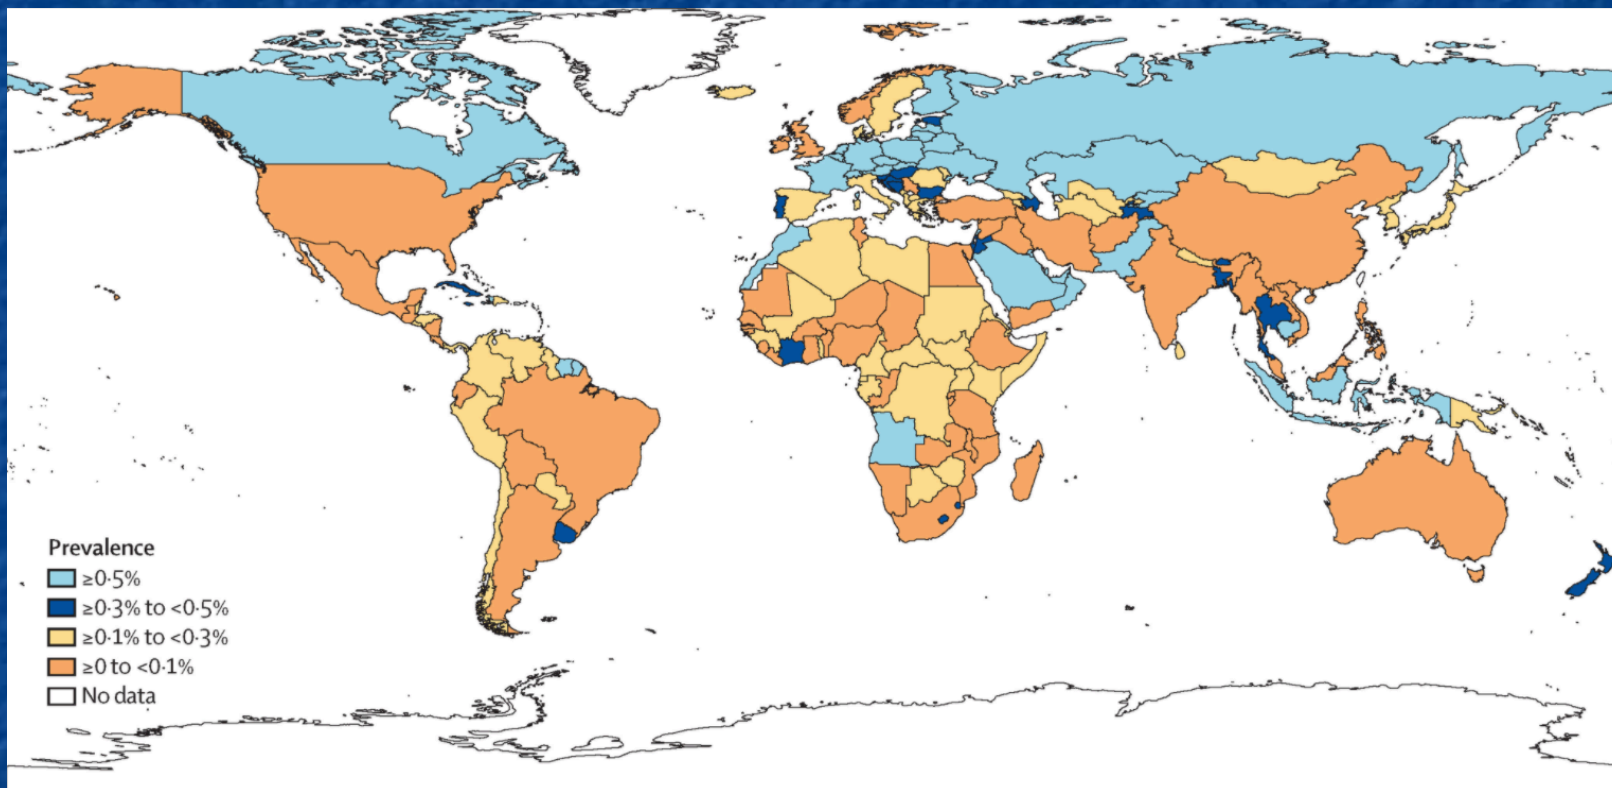 Prevalence
≥0·5%
≥0·3% to <0·5%
≥0·1% to <0·3%
≥0 to <0·1%
No data